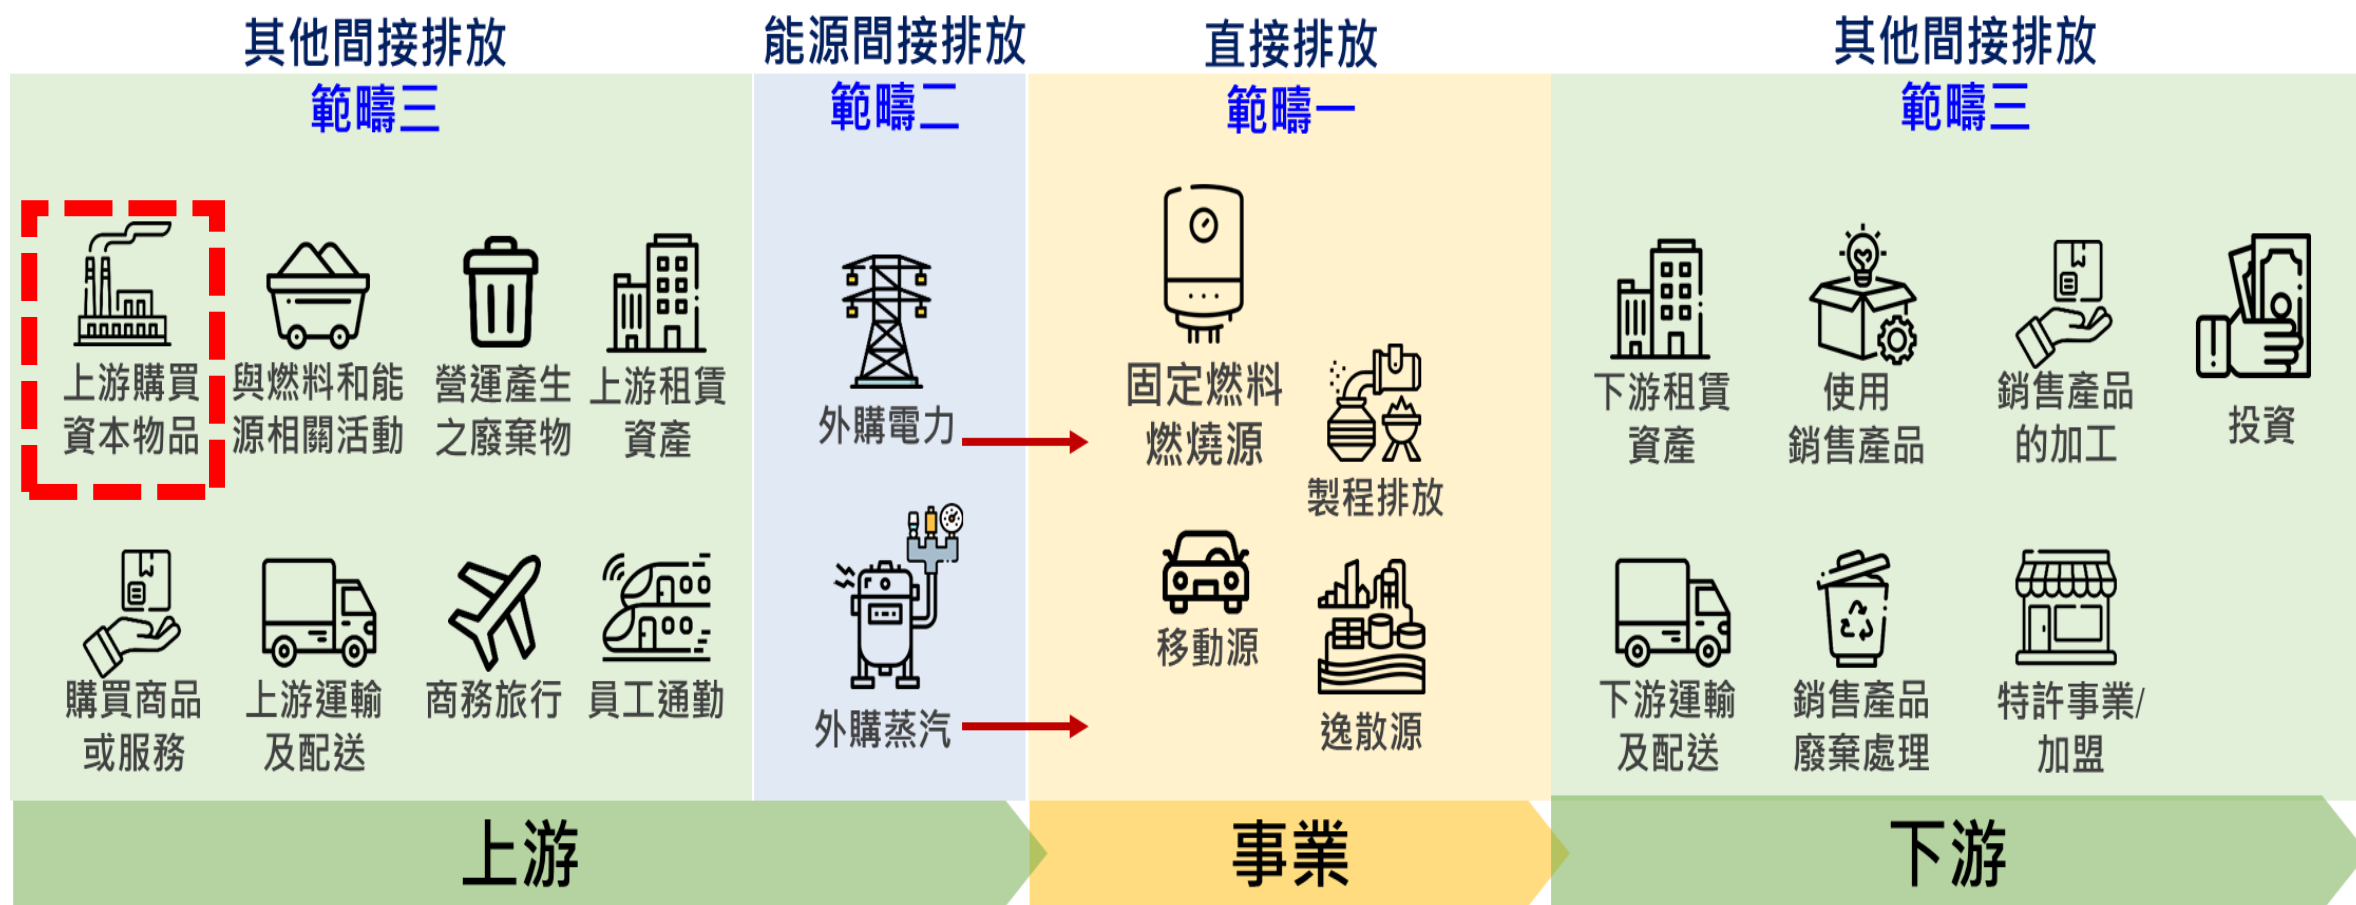 其他間接排放
範疇三
上游購買
資本物品
與燃料和能
源相關活動
營運產生
之廢棄物
上游租賃
資產
購買商品
或服務
上游運輸
及配送
商務旅行
員工通勤
能源間接排放
範疇二
外購電力
外購蒸汽
直接排放
範疇一
固定燃料
燃燒源
製程排放
移動源
逸散源
其他間接排放
範疇三
下游租賃
資產
使用
銷售產品
銷售產品
的加工
投資
下游運輸
及配送
銷售產品
廢棄處理
特許事業/
加盟
上游
事業
下游